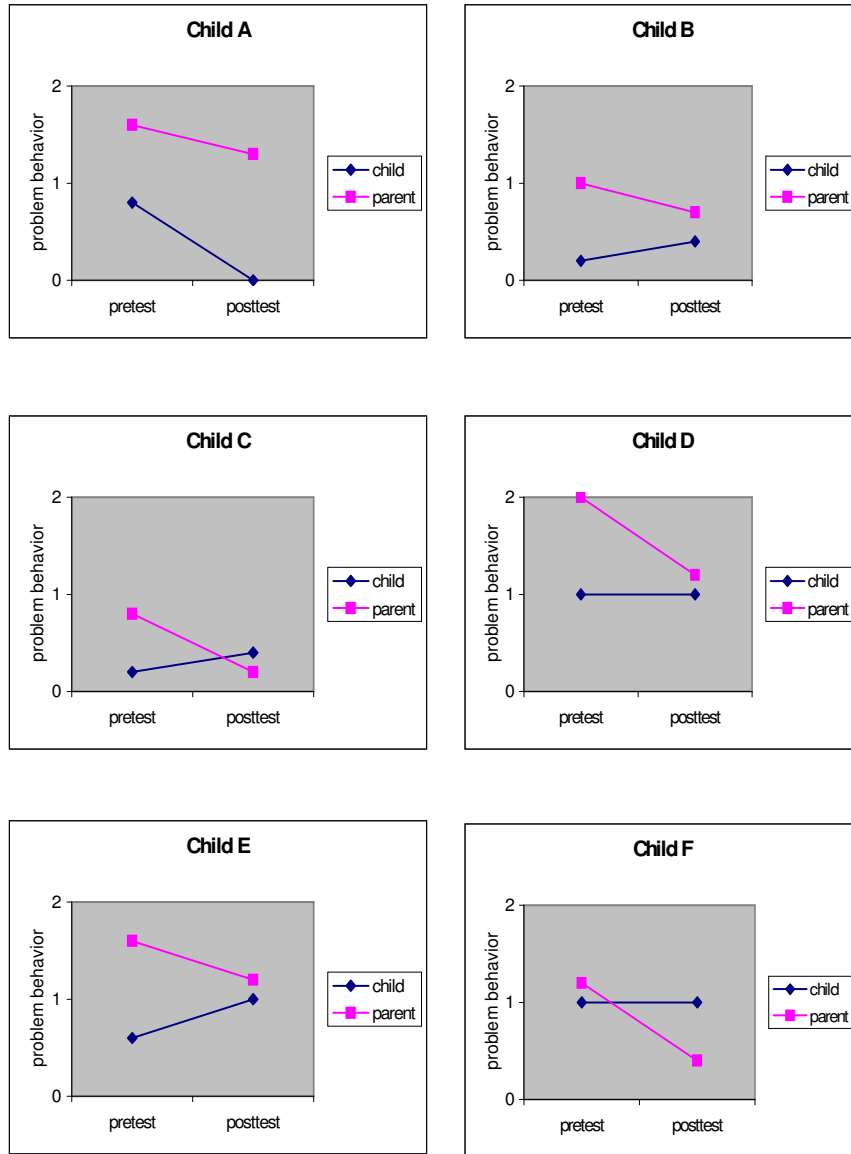 Child A
2
1
0
problem behavior
pretest posttest
child
parent
Child B
2
1
0
problem behavior
pretest posttest
child
parent
Child C
2
1
0
problem behavior
pretest posttest
child
parent
Child D
2
1
0
problem behavior
pretest posttest
child
parent
Child E
2
1
0
problem behavior
pretest posttest
child
parent
Child F
2
1
0
problem behavior
pretest posttest
child
parent